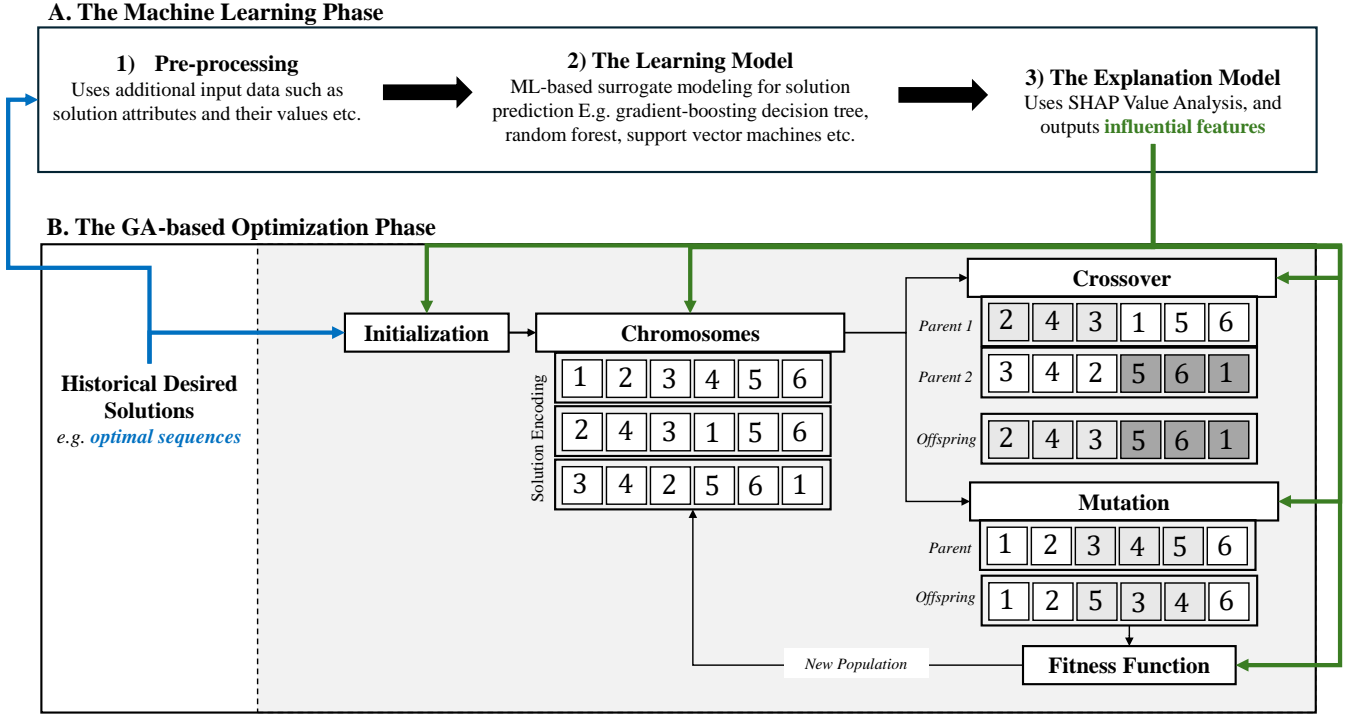 A. The Machine Learning Phase
1) Pre-processing
Uses additional input data such as
solution attributes and their values etc.
2) The Learning Model
ML-based surrogate modeling for solution
prediction E.g. gradient-boosting decision tree,
random forest, support vector machines etc.
3) The Explanation Model
Uses SHAP Value Analysis, and
outputs influential features
B. The GA-based Optimization Phase
Historical Desired
Solutions
e.g. optimal sequences
Initialization
Chromosomes
Solution Encoding
1 2 3 4 5 6
2 4 3 1 5 6
3 4 2 5 6 1
Crossover
Parent 1 2 4 3 1 5 6
Parent 2 3 4 2 5 6 1
Offspring 2 4 3 5 6 1
Mutation
Parent 1 2 3 4 5 6
Offspring 1 2 5 3 4 6
Fitness Function
New Population